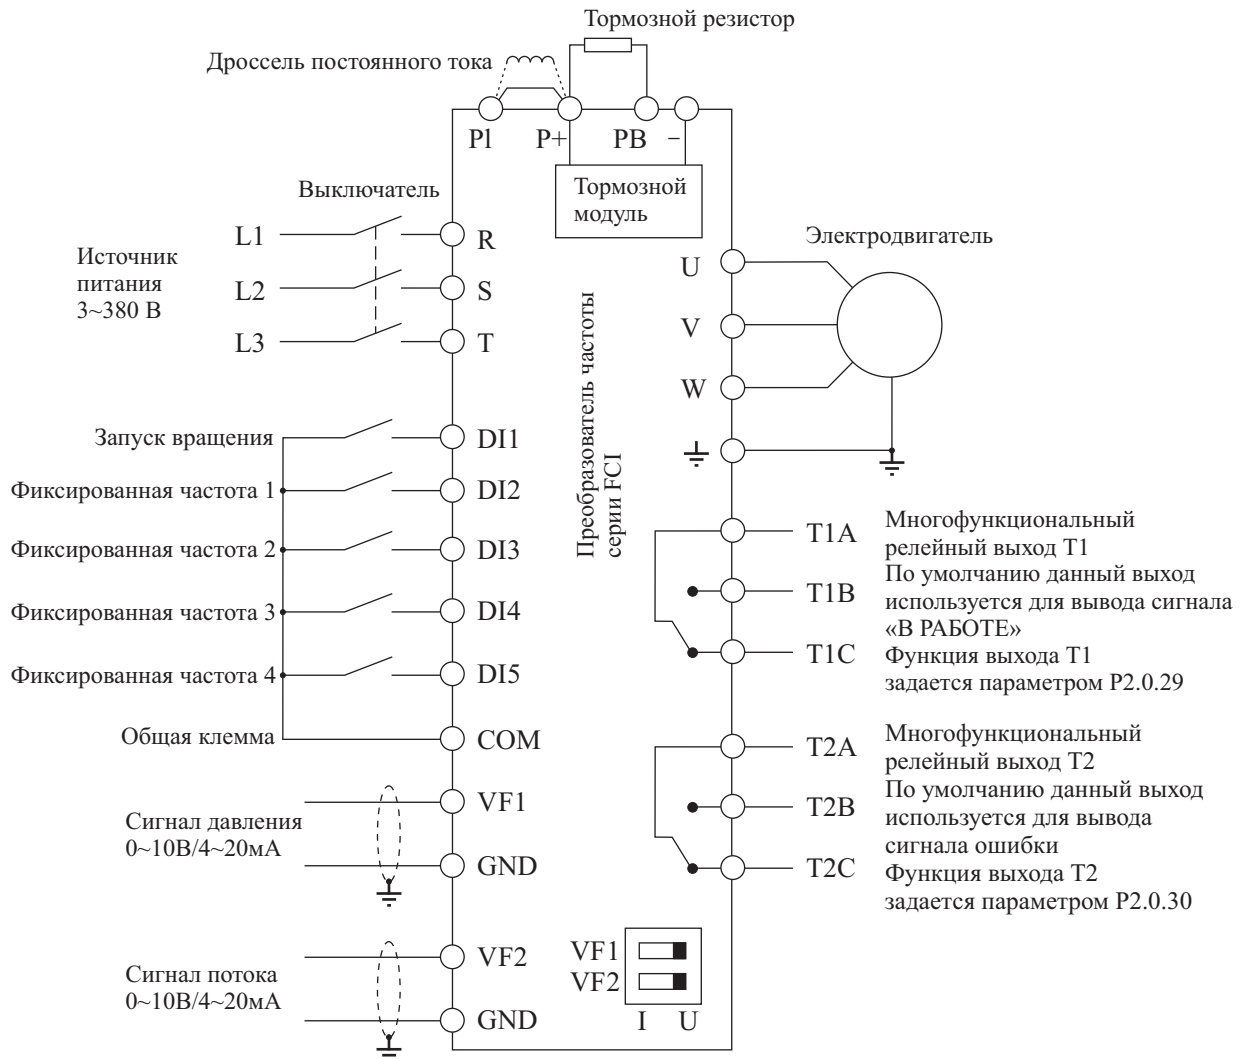 Тормозной резистор
Дроссель постоянного тока
P1
P+
PB
−
Тормозной
модуль
Выключатель
Источник
питания
3~380 В
L1
L2
L3
R
S
T
Электродвигатель
U
V
W
Преобразователь частоты
серии FCI
Запуск вращения
DI1
Фиксированная частота 1
DI2
Фиксированная частота 2
DI3
Фиксированная частота 3
DI4
Фиксированная частота 4
DI5
Общая клемма
COM
Сигнал давления
0~10В/4~20мА
VF1
GND
Сигнал потока
0~10В/4~20мА
VF2
GND
T1A
T1B
T1C
Многофункциональный
релейный выход T1
По умолчанию данный выход
используется для вывода сигнала
«В РАБОТЕ»
Функция выхода T1
задается параметром P2.0.29
T2A
T2B
T2C
Многофункциональный
релейный выход T2
По умолчанию данный выход
используется для вывода
сигнала ошибки
Функция выхода T2
задается параметром P2.0.30
VF1
VF2
I U